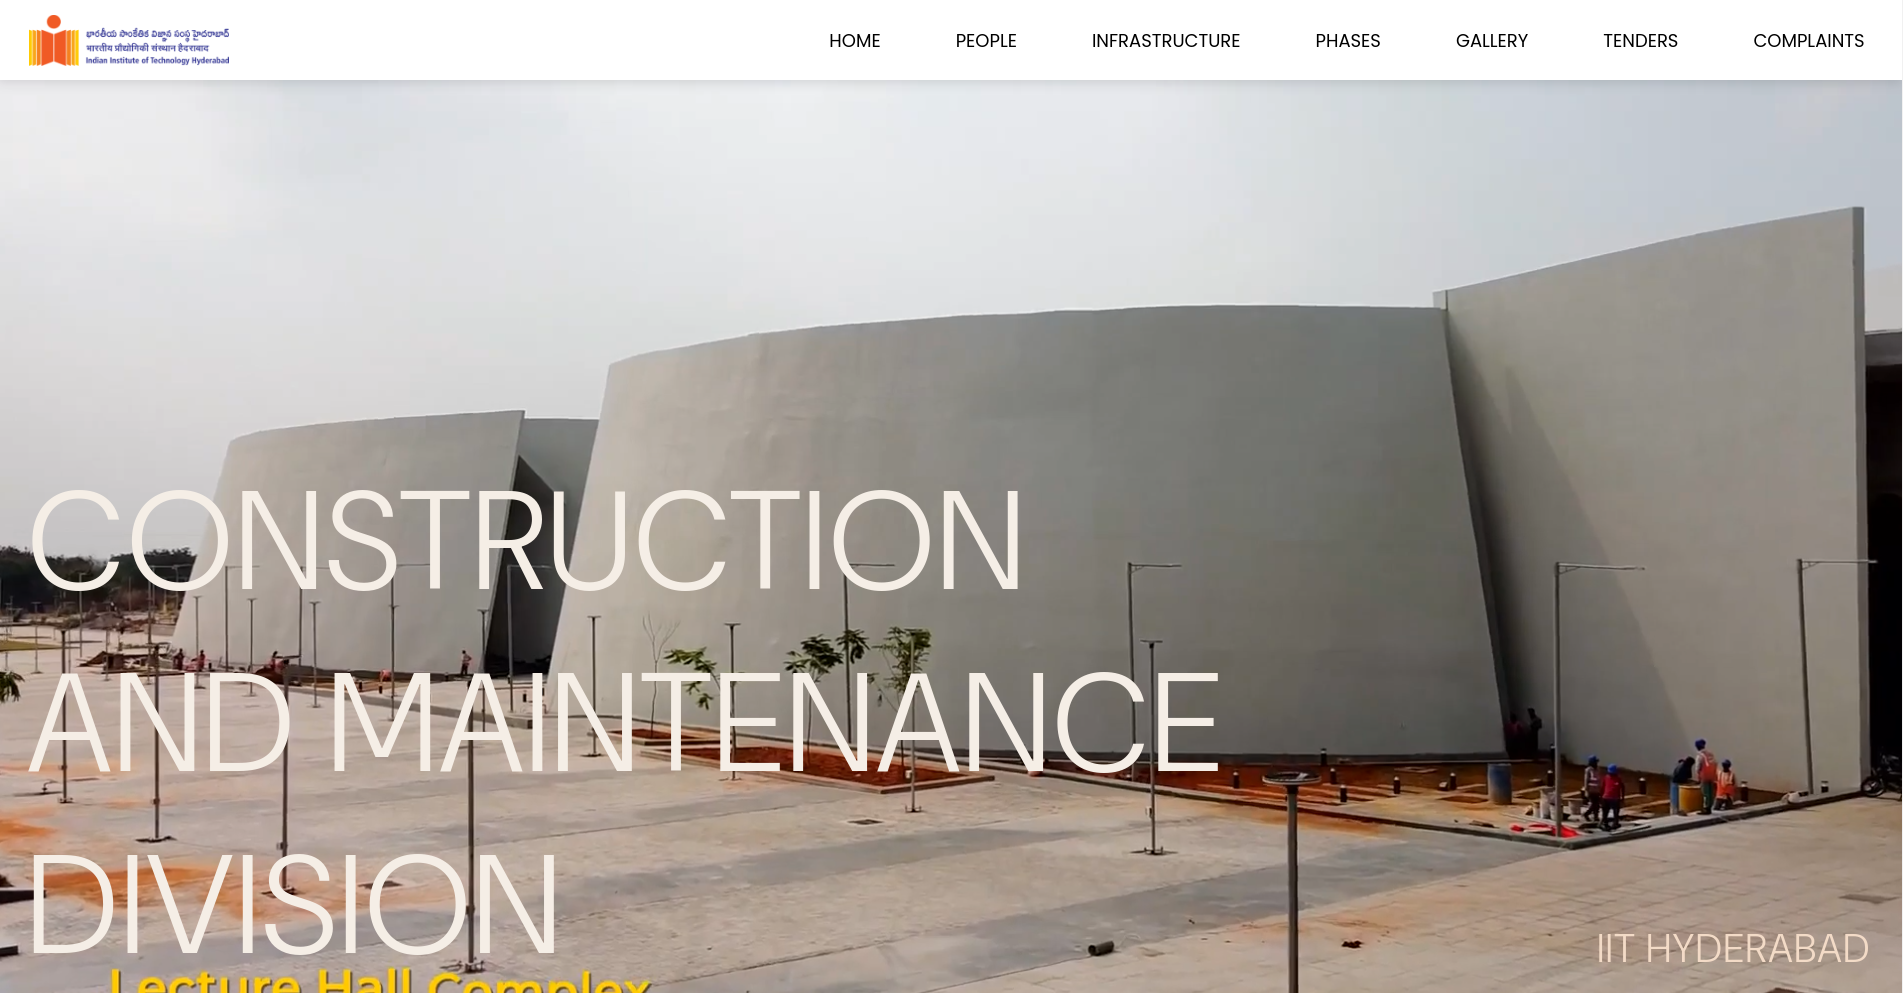 భారతీయ సాంకేతిక విజ్ఞాన సంస్థ హైదరాబాద్
भारतीय प्रौद्योगिकी संस्थान हैदराबाद
Indian Institute of Technology Hyderabad
HOME PEOPLE INFRASTRUCTURE PHASES GALLERY TENDERS COMPLAINTS
CONSTRUCTION
AND MAINTENANCE
DIVISION
IIT HYDERABAD
Lecture Hall Complex